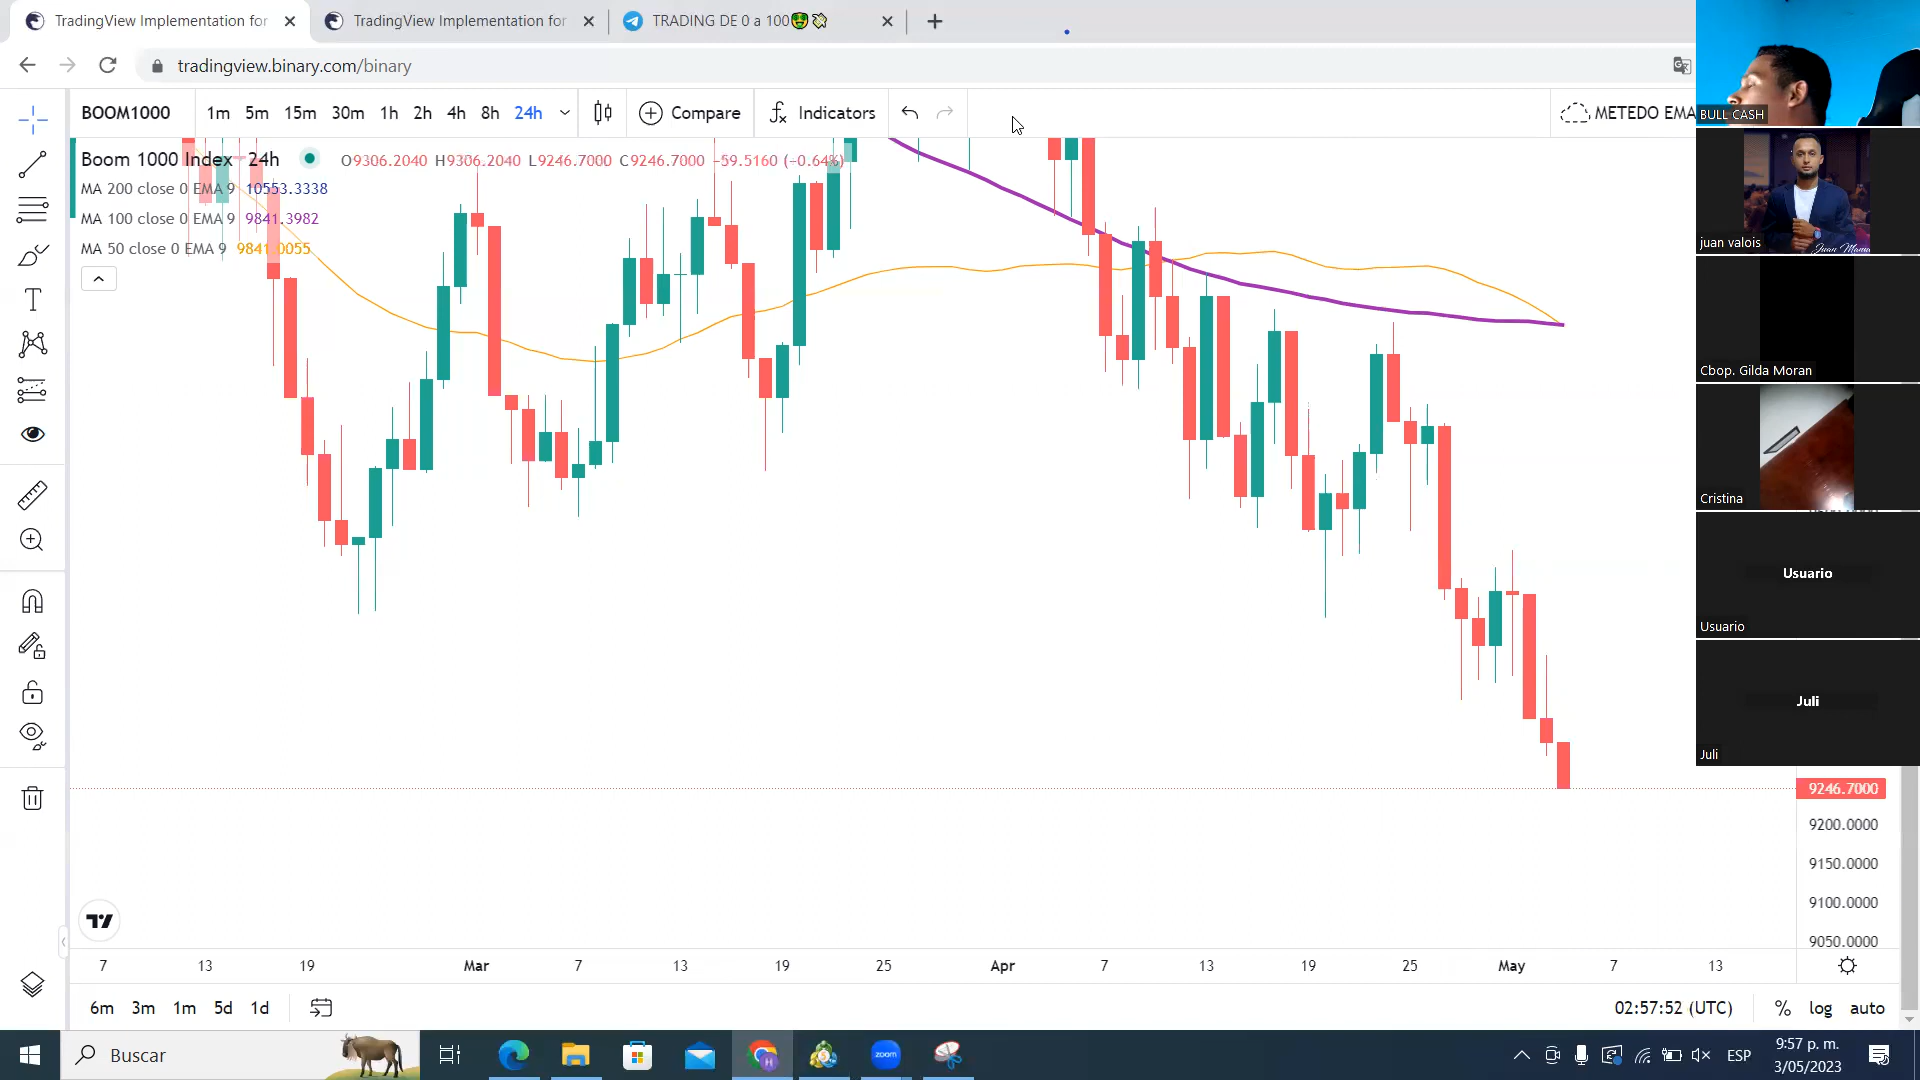 TradingView Implementation for
TradingView Implementation for
TRADING DE 0 a 100🤑💸
tradingview.binary.com/binary
BOOM1000
1m 5m 15m 30m 1h 2h 4h 8h 24h
Compare
Indicators
METEDO EMA
Boom 1000 Index 24h
O9306.2040 H9306.2040 L9246.7000 C9246.7000 −59.5160 (−0.64%)
MA 200 close 0 EMA 9 10553.3338
MA 100 close 0 EMA 9 9841.3982
MA 50 close 0 EMA 9 9841.0055
BULL CASH
juan valois
Juan Manu
Cbop. Gilda Moran
Cristina
Usuario
Usuario
Juli
Juli
9246.7000
9200.0000
9150.0000
9100.0000
9050.0000
7 13 19 Mar 7 13 19 25 Apr 7 13 19 25 May 7 13
6m 3m 1m 5d 1d
02:57:52 (UTC) % log auto
Buscar
zoom
ESP
9:57 p. m.
3/05/2023